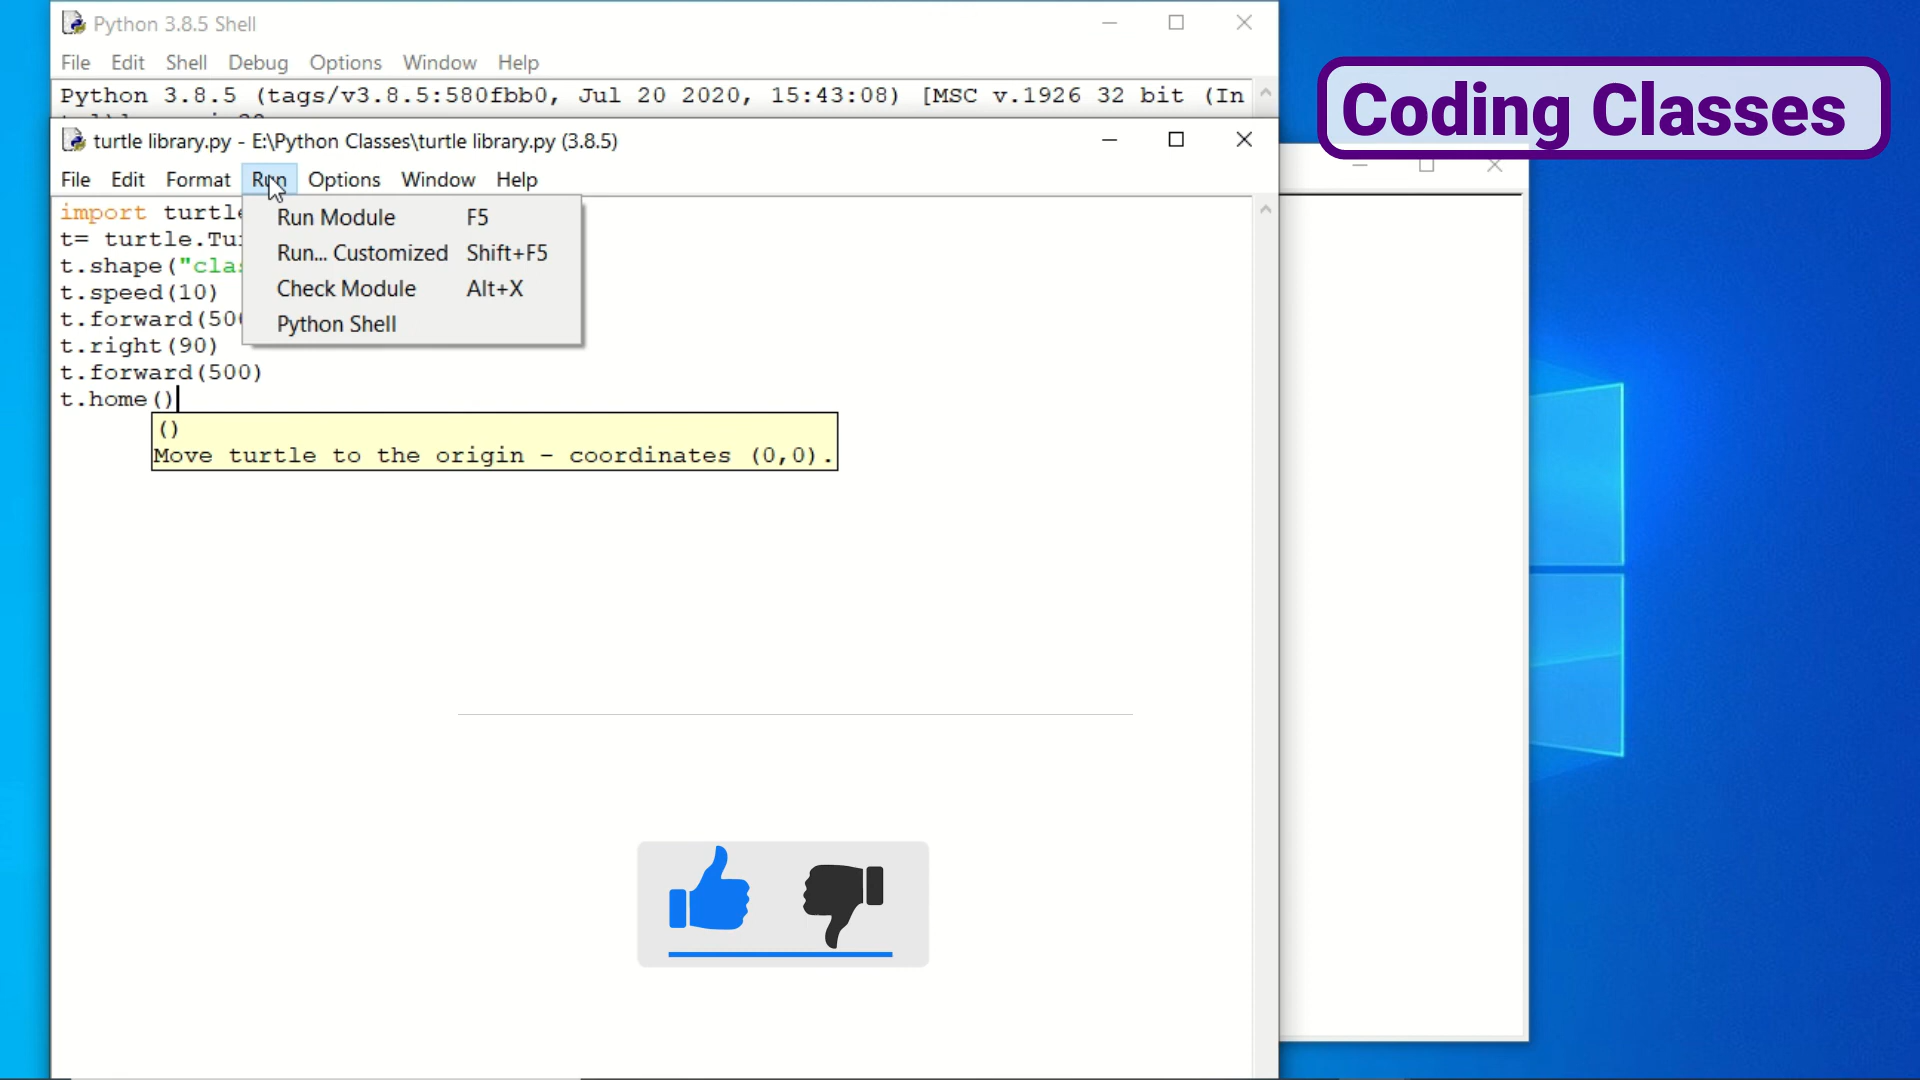 Python 3.8.5 Shell
File Edit Shell Debug Options Window Help
Python 3.8.5 (tags/v3.8.5:580fbb0, Jul 20 2020, 15:43:08) [MSC v.1926 32 bit (In
Coding Classes
turtle library.py - E:\Python Classes\turtle library.py (3.8.5)
File Edit Format Run Options Window Help
import turtle
t= turtle.Tu
t.shape("clas
t.speed(10)
t.forward(500
t.right(90)
t.forward(500)
t.home()
Run Module F5
Run... Customized Shift+F5
Check Module Alt+X
Python Shell
()
Move turtle to the origin - coordinates (0,0).